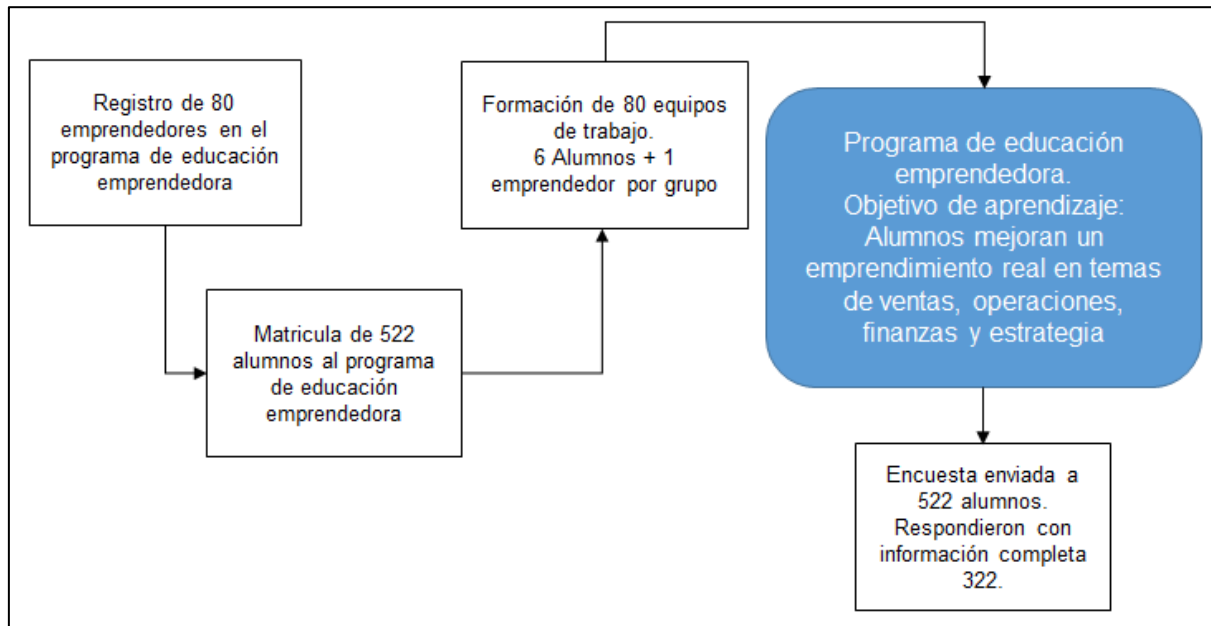 Registro de 80
emprendedores en el
programa de educación
emprendedora
Matricula de 522
alumnos al programa
de educación
emprendedora
Formación de 80 equipos
de trabajo.
6 Alumnos + 1
emprendedor por grupo
Programa de educación
emprendedora.
Objetivo de aprendizaje:
Alumnos mejoran un
emprendimiento real en temas
de ventas, operaciones,
finanzas y estrategia
Encuesta enviada a
522 alumnos.
Respondieron con
información completa
322.